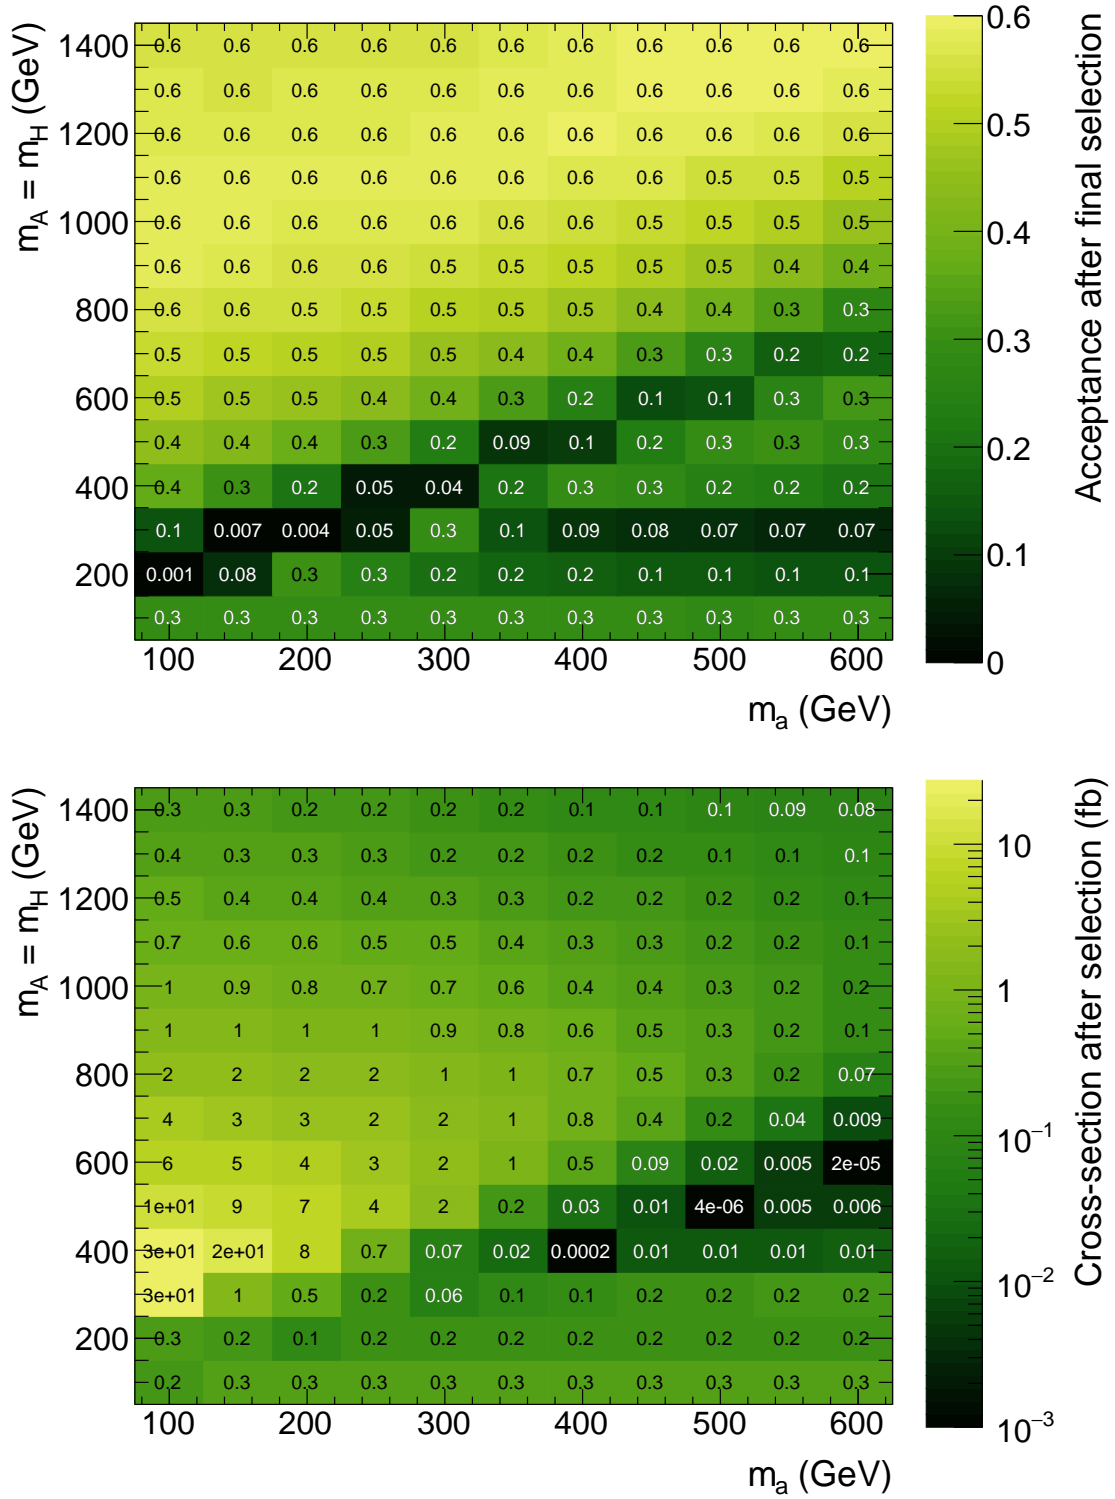 m_A = m_H (GeV)
1400 0.6 0.6 0.6 0.6 0.6 0.6 0.6 0.6 0.6 0.6 0.6
0.6 0.6 0.6 0.6 0.6 0.6 0.6 0.6 0.6 0.6 0.6
1200 0.6 0.6 0.6 0.6 0.6 0.6 0.6 0.6 0.6 0.6 0.6
0.6 0.6 0.6 0.6 0.6 0.6 0.6 0.6 0.5 0.5 0.5
1000 0.6 0.6 0.6 0.6 0.6 0.6 0.6 0.5 0.5 0.5 0.5
0.6 0.6 0.6 0.6 0.5 0.5 0.5 0.5 0.5 0.4 0.4
800 0.6 0.6 0.5 0.5 0.5 0.5 0.5 0.4 0.4 0.3 0.3
0.5 0.5 0.5 0.5 0.5 0.4 0.4 0.3 0.3 0.2 0.2
600 0.5 0.5 0.5 0.4 0.4 0.3 0.2 0.1 0.1 0.3 0.3
0.4 0.4 0.4 0.3 0.2 0.09 0.1 0.2 0.3 0.3 0.3
400 0.4 0.3 0.2 0.05 0.04 0.2 0.3 0.3 0.2 0.2 0.2
0.1 0.007 0.004 0.05 0.3 0.1 0.09 0.08 0.07 0.07 0.07
200 0.001 0.08 0.3 0.3 0.2 0.2 0.2 0.1 0.1 0.1 0.1
0.3 0.3 0.3 0.3 0.3 0.3 0.3 0.3 0.3 0.3 0.3
100 200 300 400 500 600
m_a (GeV)
0.6
0.5
0.4
0.3
0.2
0.1
0
Acceptance after final selection
m_A = m_H (GeV)
1400 0.3 0.3 0.2 0.2 0.2 0.2 0.1 0.1 0.1 0.09 0.08
0.4 0.3 0.3 0.3 0.2 0.2 0.2 0.2 0.1 0.1 0.1
1200 0.5 0.4 0.4 0.4 0.3 0.3 0.2 0.2 0.2 0.2 0.1
0.7 0.6 0.6 0.5 0.5 0.4 0.3 0.3 0.2 0.2 0.1
1000 1 0.9 0.8 0.7 0.7 0.6 0.4 0.4 0.3 0.2 0.2
1 1 1 1 0.9 0.8 0.6 0.5 0.3 0.2 0.1
800 2 2 2 2 1 1 0.7 0.5 0.3 0.2 0.07
4 3 3 2 2 1 0.8 0.4 0.2 0.04 0.009
600 6 5 4 3 2 1 0.5 0.09 0.02 0.005 2e-05
1e+01 9 7 4 2 0.2 0.03 0.01 4e-06 0.005 0.006
400 3e+01 2e+01 8 0.7 0.07 0.02 0.0002 0.01 0.01 0.01 0.01
3e+01 1 0.5 0.2 0.06 0.1 0.1 0.2 0.2 0.2 0.2
200 0.3 0.2 0.1 0.2 0.2 0.2 0.2 0.2 0.2 0.2 0.2
0.2 0.3 0.3 0.3 0.3 0.3 0.3 0.3 0.3 0.3 0.3
100 200 300 400 500 600
m_a (GeV)
10
1
10⁻¹
10⁻²
10⁻³
Cross-section after selection (fb)